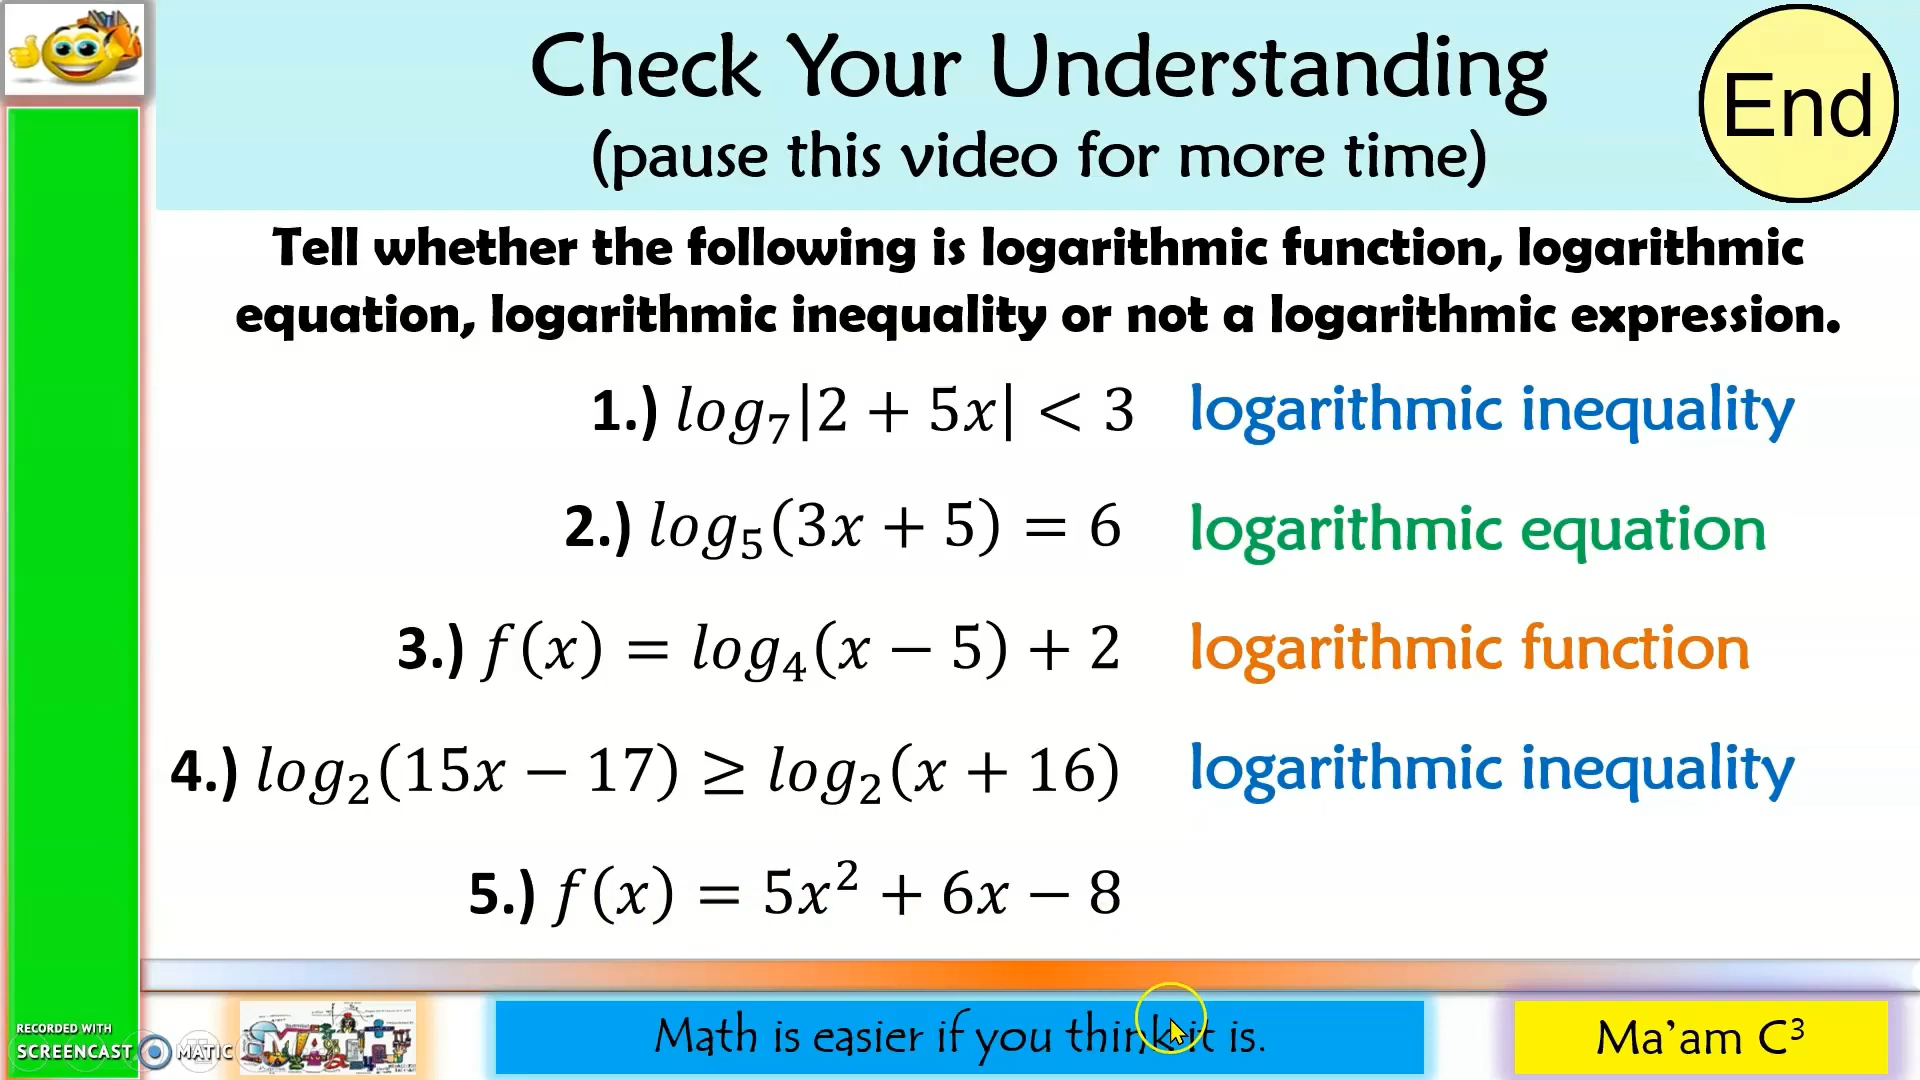 Check Your Understanding
(pause this video for more time)
End
Tell whether the following is logarithmic function, logarithmic
equation, logarithmic inequality or not a logarithmic expression.
1.) log₇|2 + 5x| < 3 logarithmic inequality
2.) log₅(3x + 5) = 6 logarithmic equation
3.) f(x) = log₄(x − 5) + 2 logarithmic function
4.) log₂(15x − 17) ≥ log₂(x + 16) logarithmic inequality
5.) f(x) = 5x² + 6x − 8
RECORDED WITH
SCREENCAST MATIC
MATH
Math is easier if you think it is.
Ma’am C³